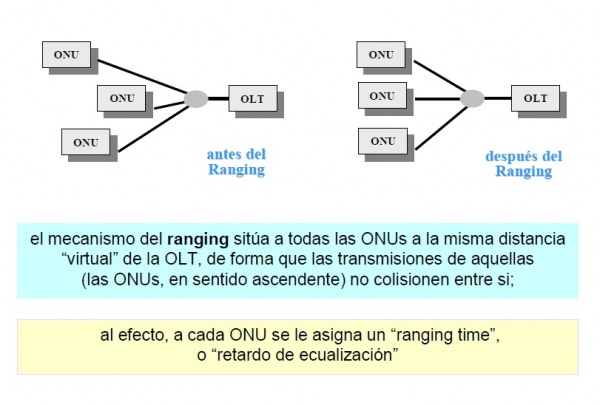 ONU
ONU
ONU
OLT
antes del
Ranging
ONU
ONU
ONU
OLT
después del
Ranging
el mecanismo del ranging sitúa a todas las ONUs a la misma distancia
“virtual” de la OLT, de forma que las transmisiones de aquellas
(las ONUs, en sentido ascendente) no colisionen entre si;
al efecto, a cada ONU se le asigna un “ranging time”,
o “retardo de ecualización”